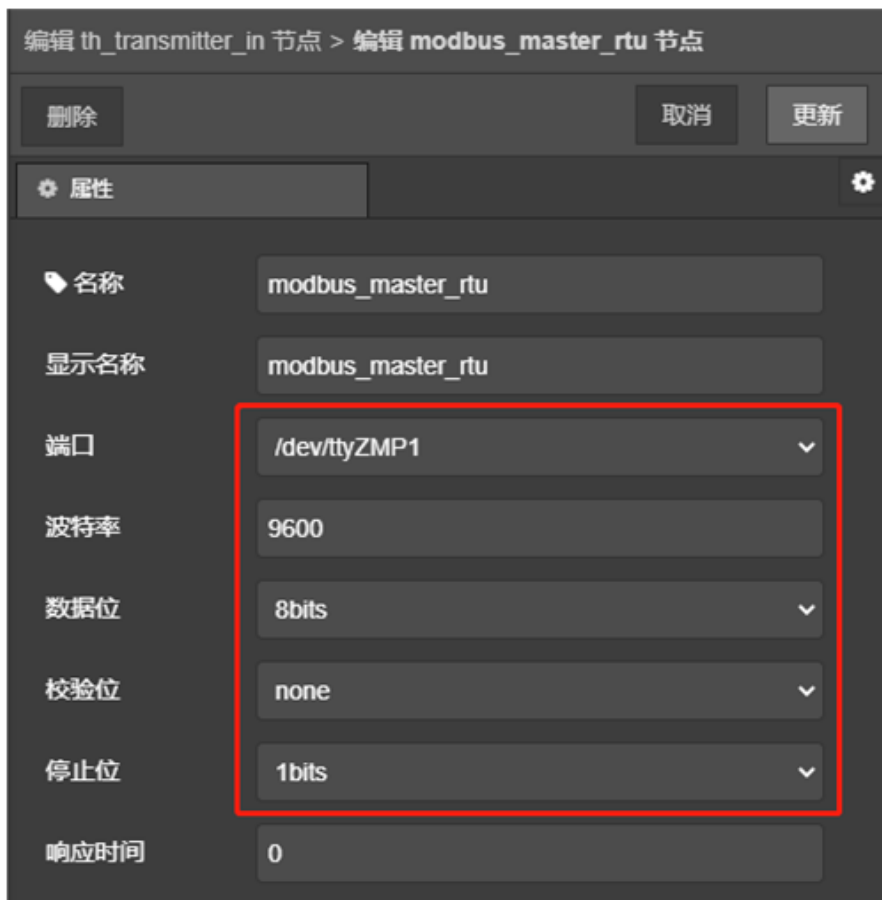 编辑 th_transmitter_in 节点 > 编辑 modbus_master_rtu 节点
删除 取消 更新
属性
名称 modbus_master_rtu
显示名称 modbus_master_rtu
端口 /dev/ttyZMP1
波特率 9600
数据位 8bits
校验位 none
停止位 1bits
响应时间 0